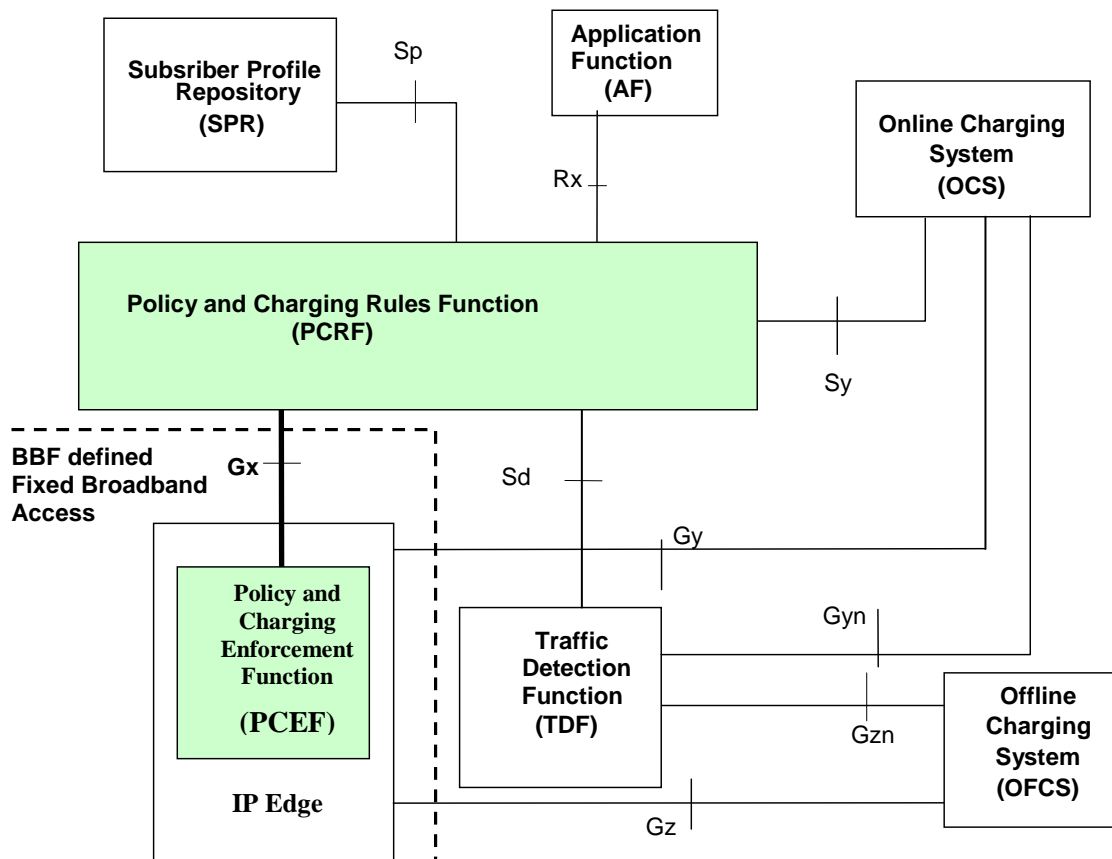 Subsriber Profile
Repository
(SPR)
Sp
Application
Function
(AF)
Rx
Online Charging
System
(OCS)
Policy and Charging Rules Function
(PCRF)
Sy
BBF defined
Fixed Broadband
Access
Gx
Sd
Gy
Policy and
Charging
Enforcement
Function
(PCEF)
IP Edge
Traffic
Detection
Function
(TDF)
Gyn
Gzn
Offline
Charging
System
(OFCS)
Gz